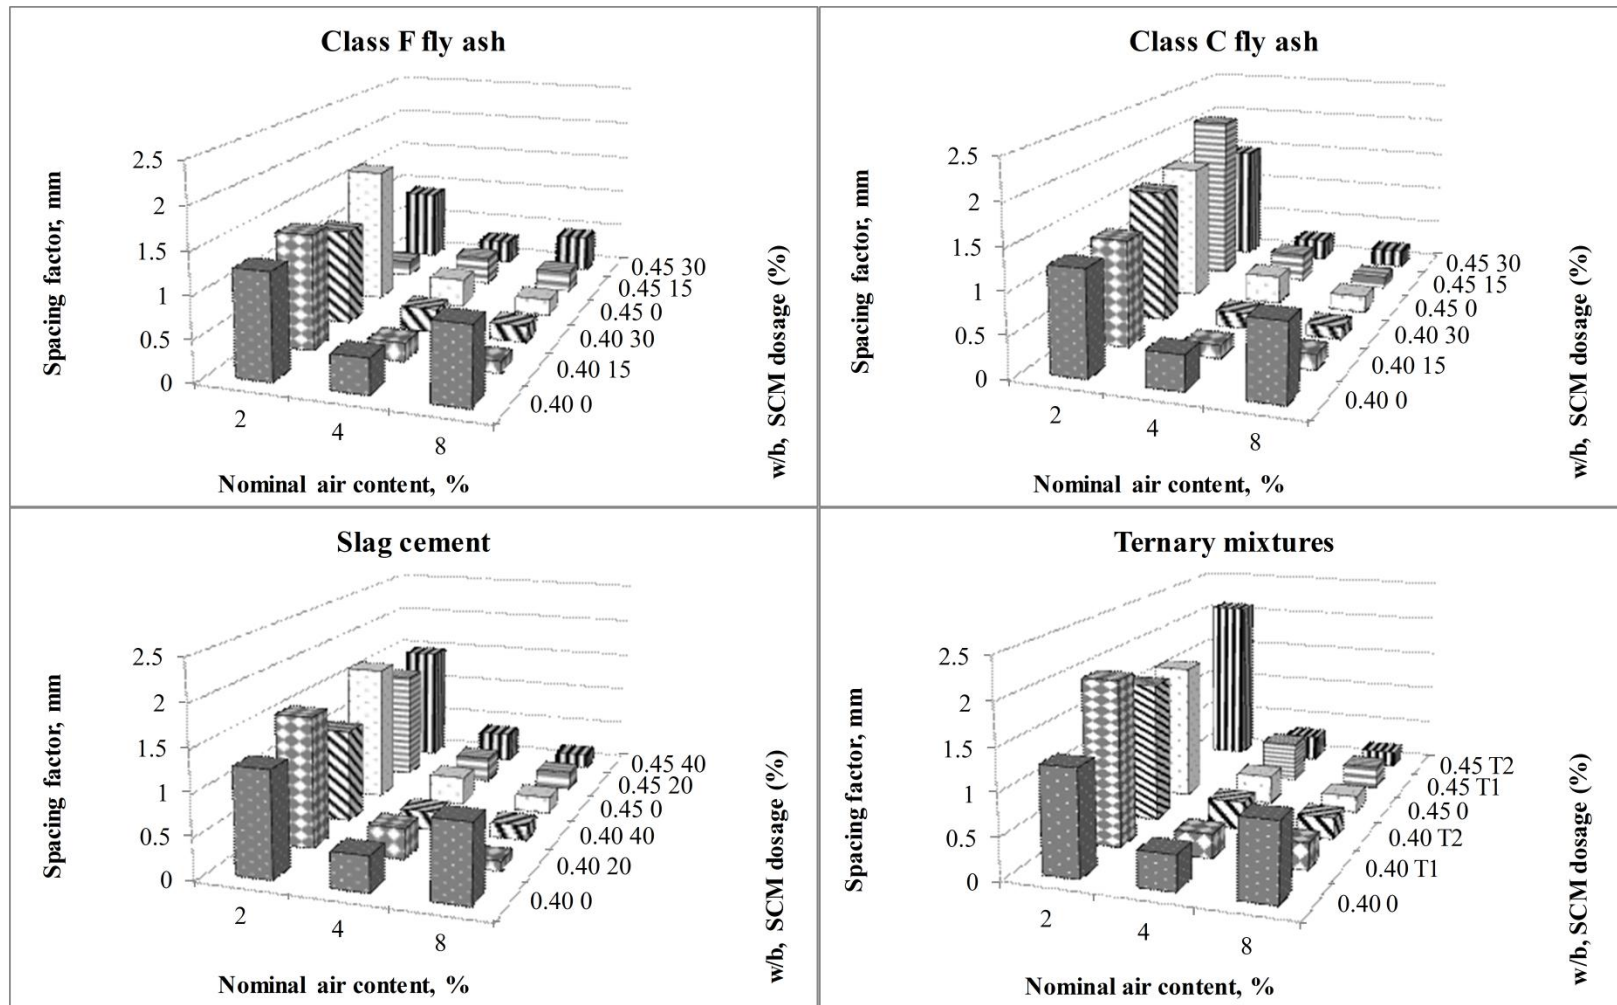 Class F fly ash
Spacing factor, mm
2.5
2
1.5
1
0.5
0
2
4
8
Nominal air content, %
0.40 0
0.40 15
0.40 30
0.45 0
0.45 15
0.45 30
w/b, SCM dosage (%)
Class C fly ash
Spacing factor, mm
2.5
2
1.5
1
0.5
0
2
4
8
Nominal air content, %
0.40 0
0.40 15
0.40 30
0.45 0
0.45 15
0.45 30
w/b, SCM dosage (%)
Slag cement
Spacing factor, mm
2.5
2
1.5
1
0.5
0
2
4
8
Nominal air content, %
0.40 0
0.40 20
0.40 40
0.45 0
0.45 20
0.45 40
w/b, SCM dosage (%)
Ternary mixtures
Spacing factor, mm
2.5
2
1.5
1
0.5
0
2
4
8
Nominal air content, %
0.40 0
0.40 T1
0.40 T2
0.45 0
0.45 T1
0.45 T2
w/b, SCM dosage (%)